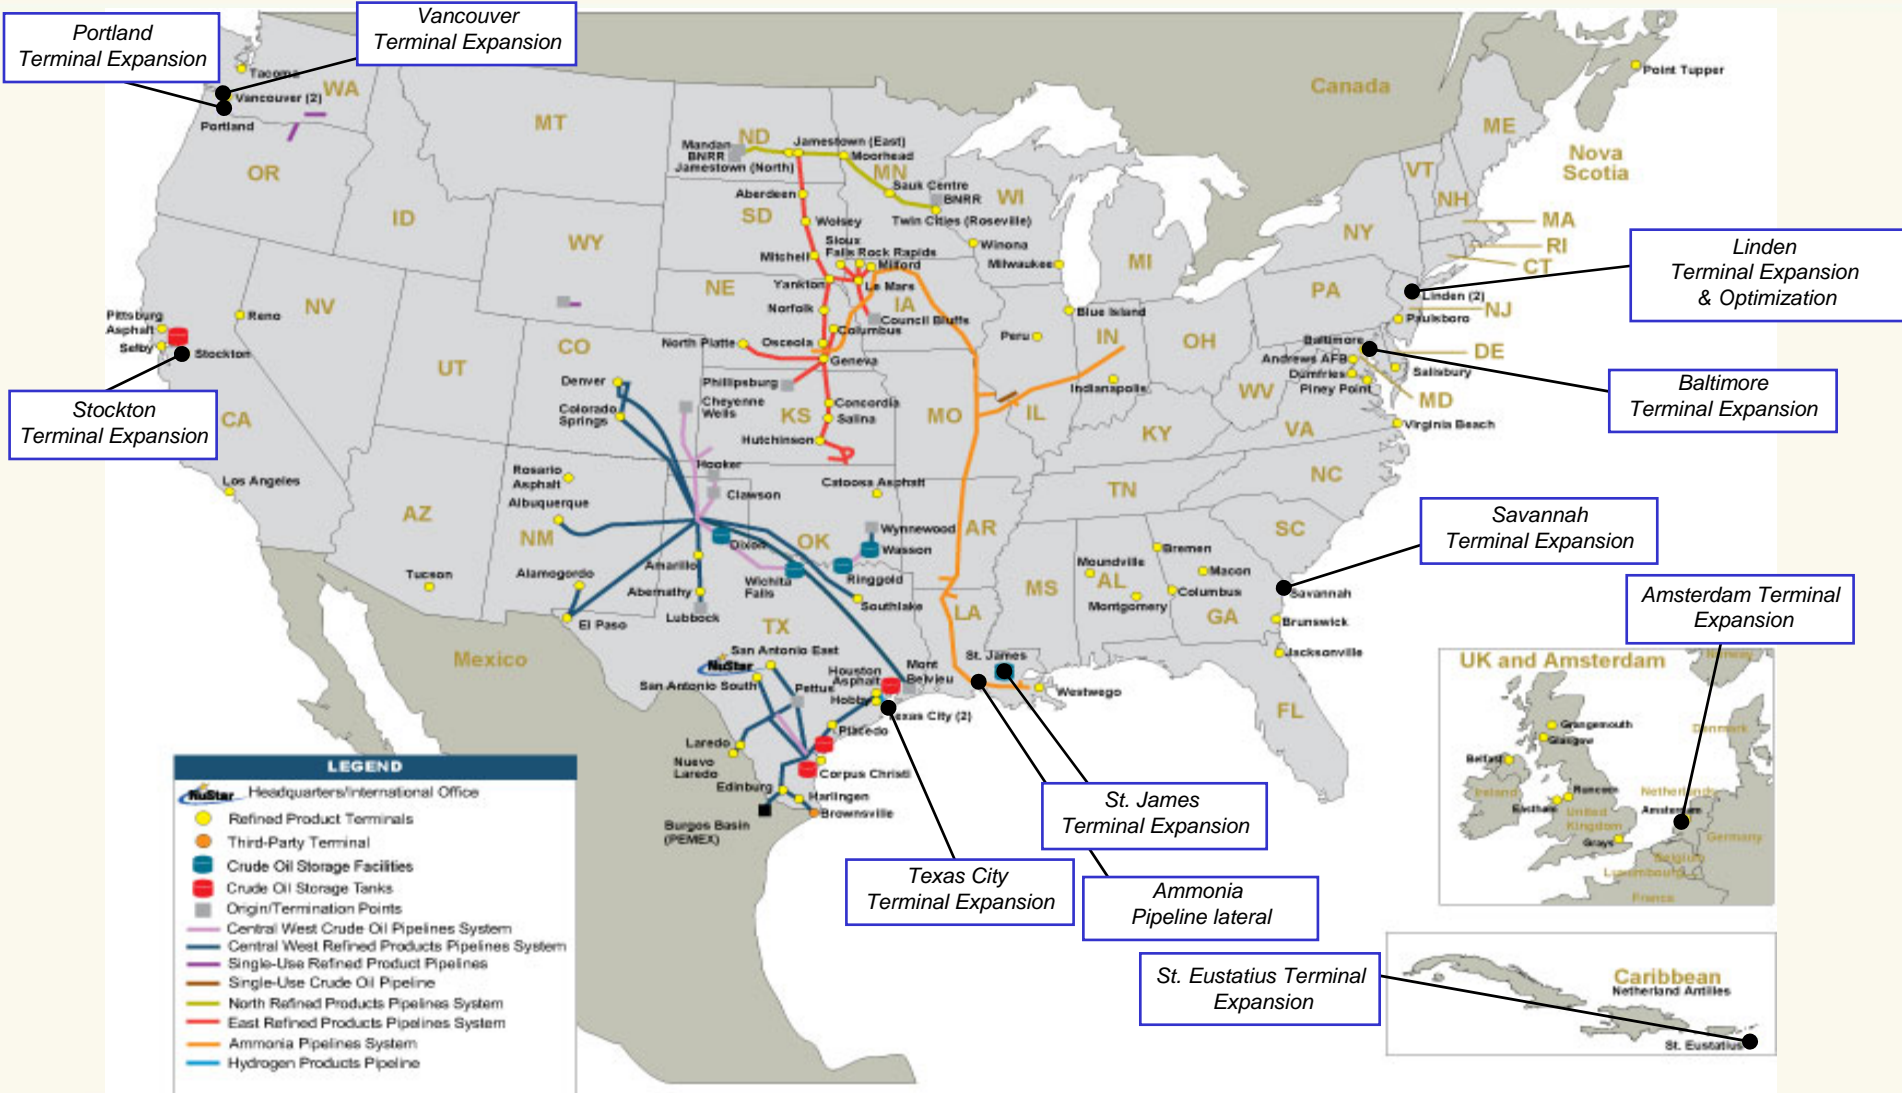 Portland
Terminal Expansion
Vancouver
Terminal Expansion
Tacoma
Vancouver (2)
WA
Portland
OR
MT
ID
WY
NV
UT
CO
CA
AZ
NM
Canada
Point Tupper
ME
Nova
Scotia
VT
NH
MA
RI
CT
NY
PA
NJ
DE
MD
Mandan
BNRR
ND
Jamestown (East)
Jamestown (North)
Moorhead
MN
Sauk Centre
BNRR
WI
Twin Cities (Roseville)
Aberdeen
SD
Wolsey
Winona
Milwaukee
MI
Mitchell
Sioux
Falls
Rock Rapids
Milford
Yankton
Le Mars
NE
IA
Norfolk
Council Bluffs
Columbus
North Platte
Osceola
Geneva
Peru
Blue Island
IN
OH
Indianapolis
Linden
Terminal Expansion
& Optimization
Linden (2)
Paulsboro
Baltimore
Andrews AFB
Dumfries
Piney Point
Salisbury
Baltimore
Terminal Expansion
Virginia Beach
WV
VA
KY
NC
TN
SC
Pittsburg
Asphalt
Selby
Reno
Stockton
Stockton
Terminal Expansion
Los Angeles
Denver
Colorado
Springs
Phillipsburg
Cheyenne
Wells
KS
Concordia
Salina
Hutchinson
MO
IL
Hooker
Clawson
Catoosa Asphalt
Rosario
Asphalt
Albuquerque
Tucson
Alamogordo
El Paso
Dixon
OK
Wynnewood
Wasson
AR
Amarillo
Abernathy
Lubbock
Wichita
Falls
Ringgold
Southlake
TX
Mexico
MS
AL
Moundville
Montgomery
Bremen
Macon
Columbus
GA
Savannah
Brunswick
Jacksonville
FL
LA
Savannah
Terminal Expansion
Amsterdam Terminal
Expansion
NuStar
San Antonio East
San Antonio South
Pettus
Houston
Asphalt
Hobby
Mont
Belvieu
Texas City (2)
Placedo
Laredo
Nuevo
Laredo
Corpus Christi
Edinburg
Harlingen
Brownsville
Burgos Basin
(PEMEX)
St. James
Westwego
St. James
Terminal Expansion
Texas City
Terminal Expansion
Ammonia
Pipeline lateral
St. Eustatius Terminal
Expansion
UK and Amsterdam
Norway
Denmark
Grangemouth
Glasgow
Belfast
Ireland
Runcorn
Eastham
United
Kingdom
Grays
Netherlands
Amsterdam
Germany
Belgium
Luxembourg
France
Caribbean
Netherland Antilles
St. Eustatius
LEGEND
NuStar Headquarters/International Office
Refined Product Terminals
Third-Party Terminal
Crude Oil Storage Facilities
Crude Oil Storage Tanks
Origin/Termination Points
Central West Crude Oil Pipelines System
Central West Refined Products Pipelines System
Single-Use Refined Product Pipelines
Single-Use Crude Oil Pipeline
North Refined Products Pipelines System
East Refined Products Pipelines System
Ammonia Pipelines System
Hydrogen Products Pipeline